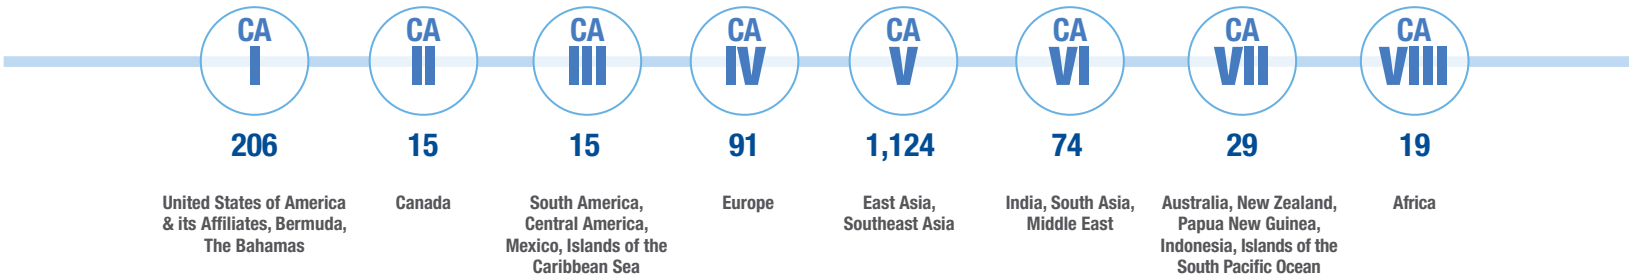 CA
I
206
United States of America
& its Affiliates, Bermuda,
The Bahamas
CA
II
15
Canada
CA
III
15
South America,
Central America,
Mexico, Islands of the
Caribbean Sea
CA
IV
91
Europe
CA
V
1,124
East Asia,
Southeast Asia
CA
VI
74
India, South Asia,
Middle East
CA
VII
29
Australia, New Zealand,
Papua New Guinea,
Indonesia, Islands of the
South Pacific Ocean
CA
VIII
19
Africa